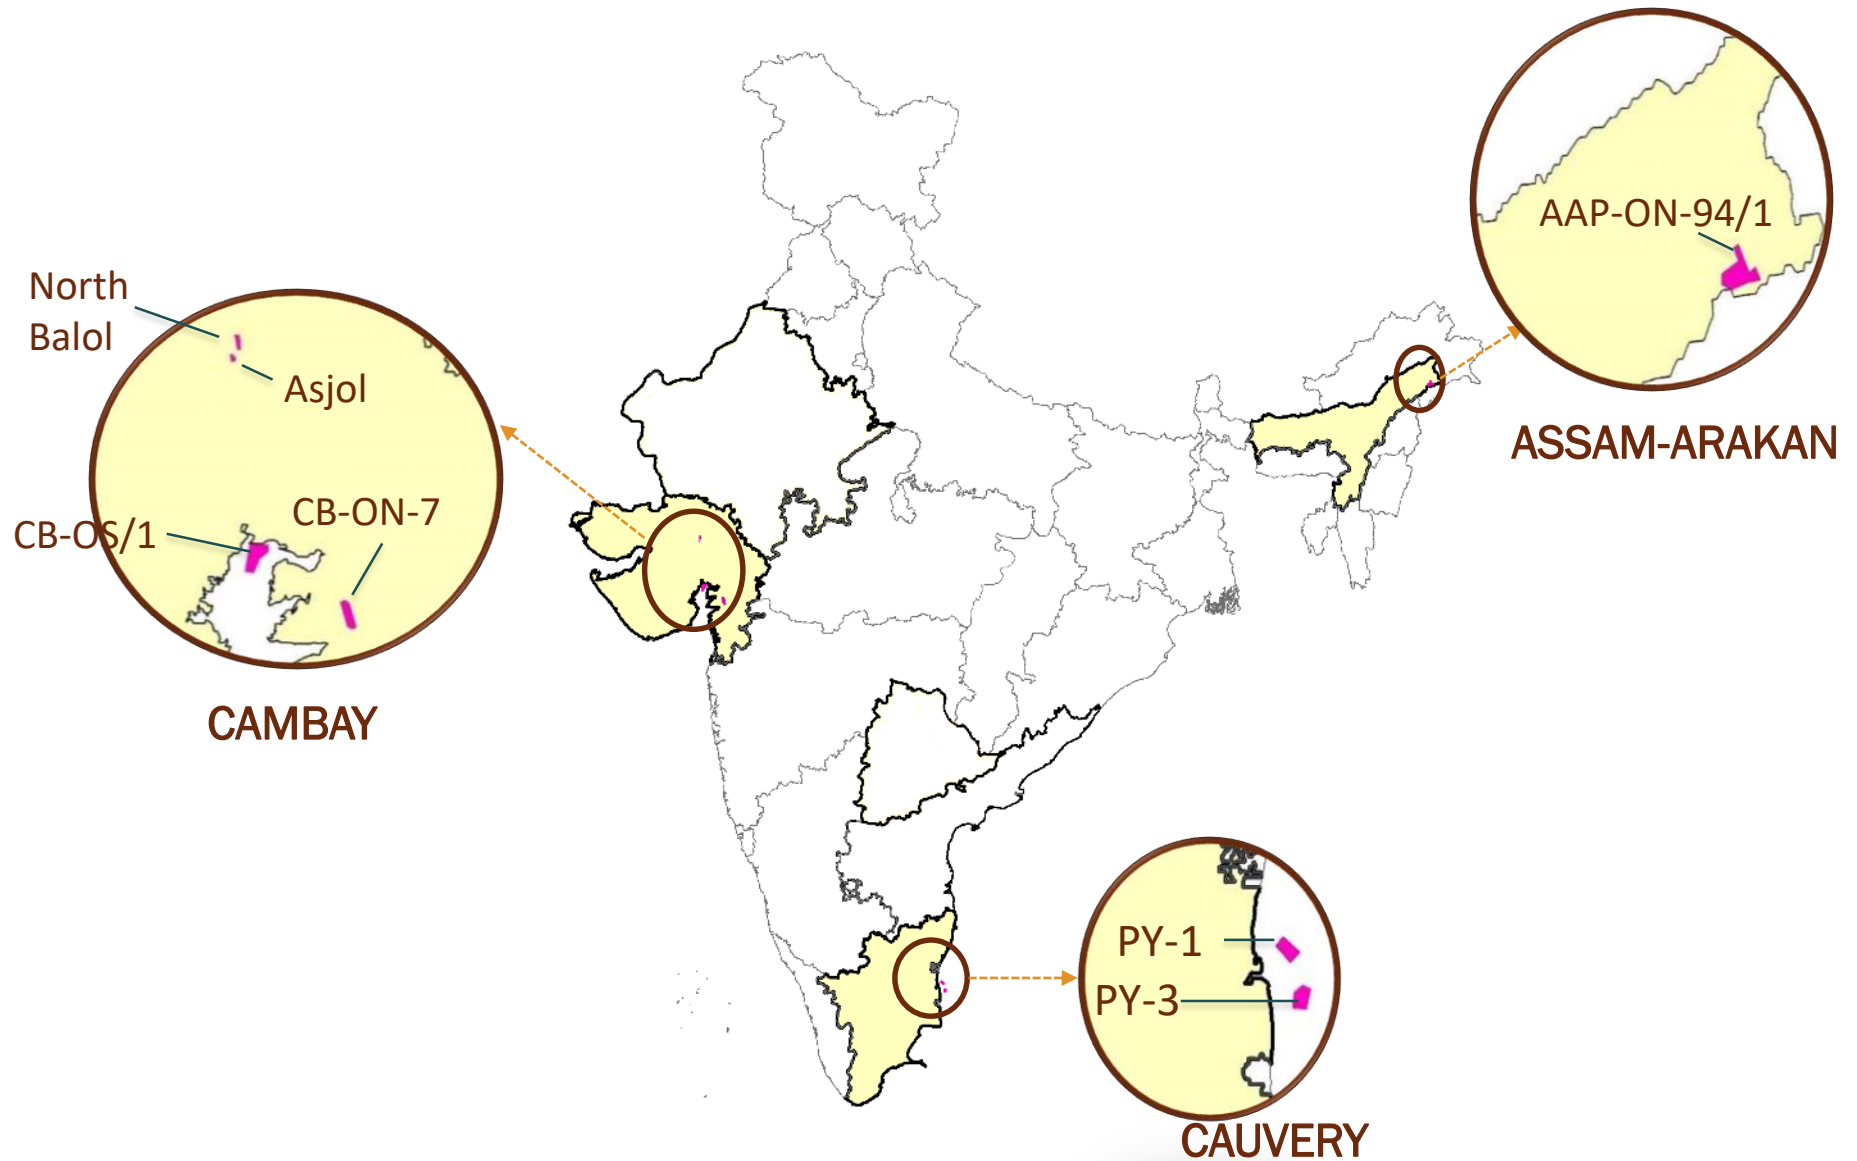 North
Balol
Asjol
CB-ON-7
CB-OS/1
CAMBAY
AAP-ON-94/1
ASSAM-ARAKAN
PY-1
PY-3
CAUVERY